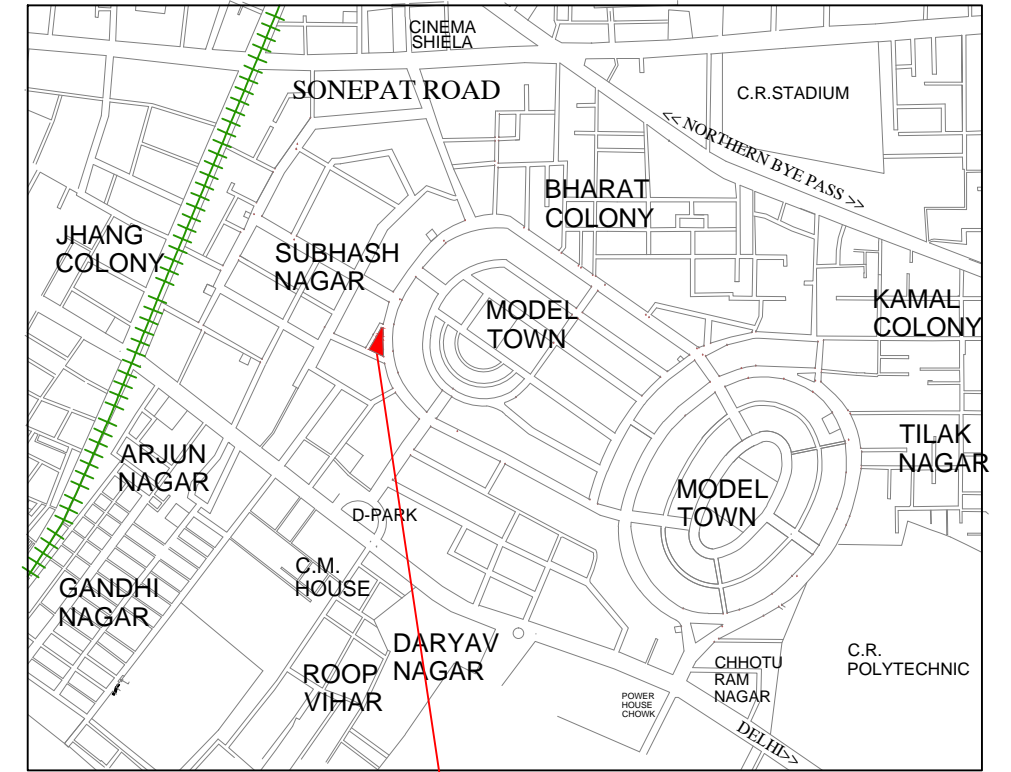 CINEMA
SHIELA
SONEPAT ROAD
C.R.STADIUM
<< NORTHERN BYE PASS >>
BHARAT
COLONY
JHANG
COLONY
SUBHASH
NAGAR
MODEL
TOWN
KAMAL
COLONY
ARJUN
NAGAR
TILAK
NAGAR
MODEL
TOWN
D-PARK
C.M.
HOUSE
GANDHI
NAGAR
DARYAV
NAGAR
ROOP
VIHAR
CHHOTU
RAM
NAGAR
C.R.
POLYTECHNIC
POWER
HOUSE
CHOWK
DELHI>>